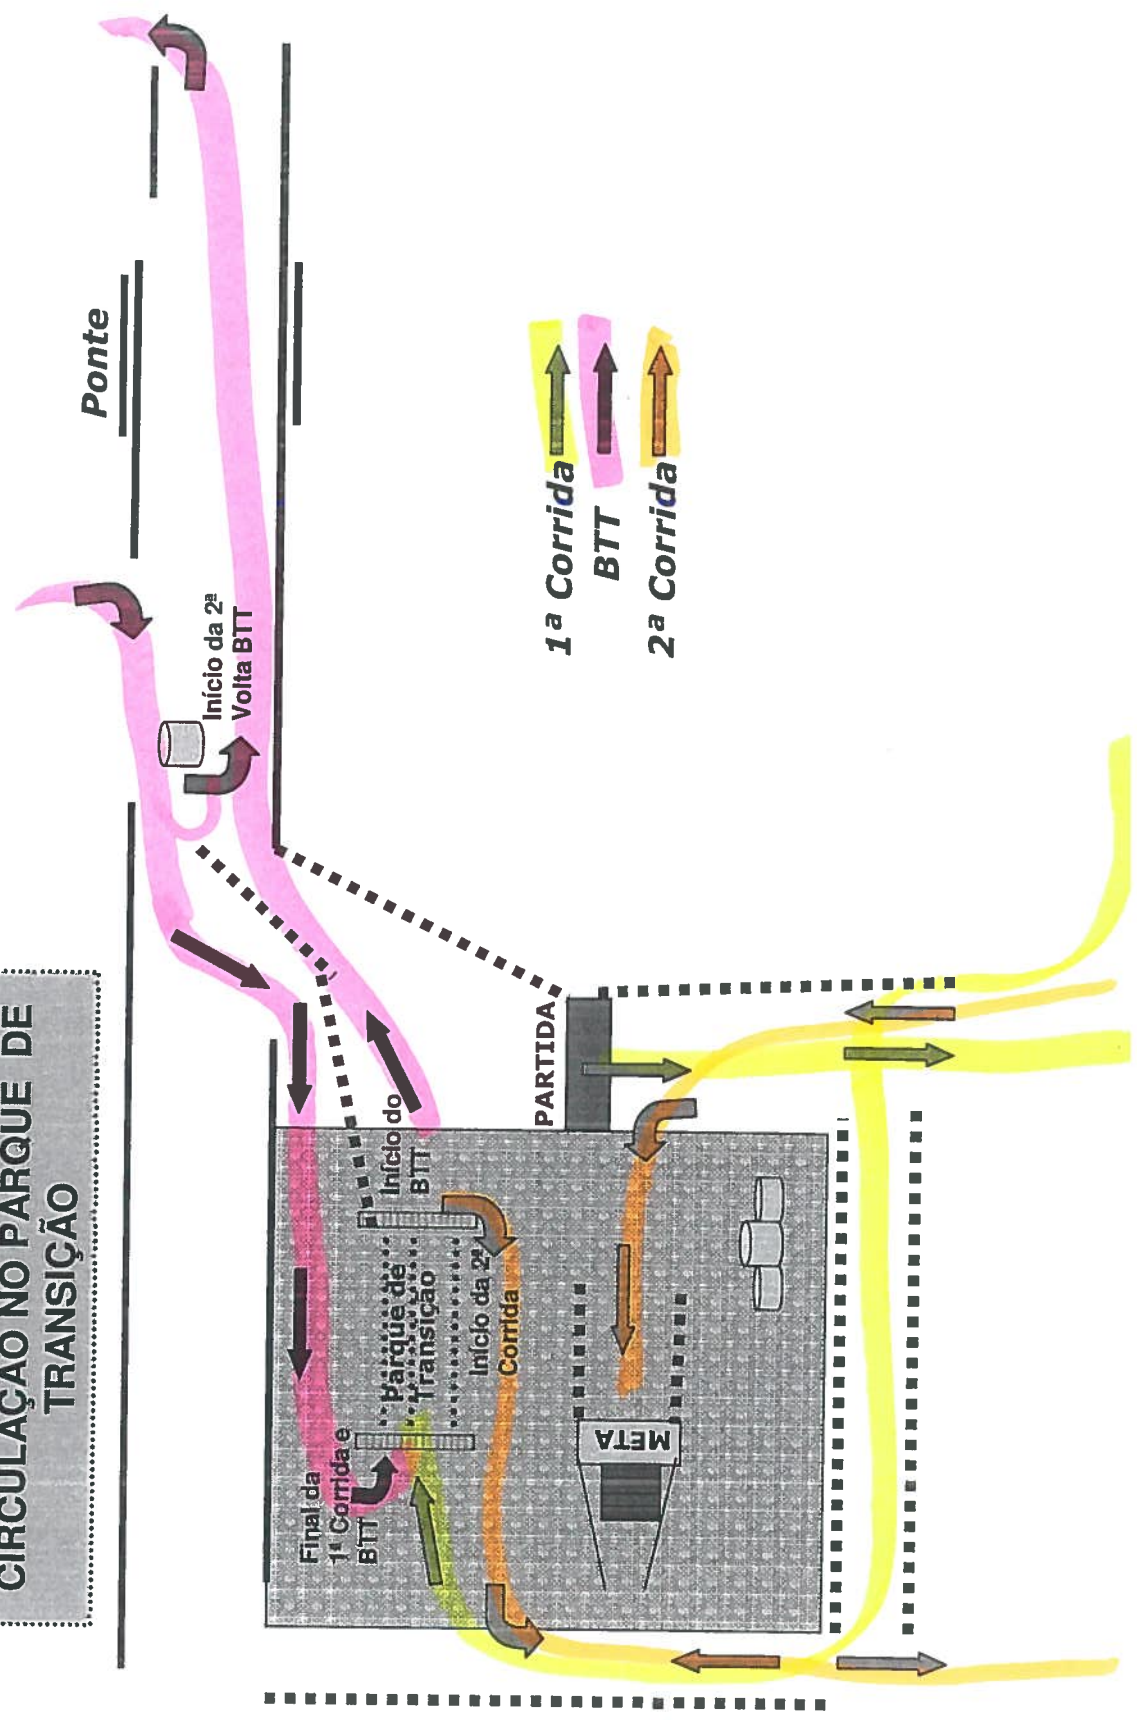 CIRCULAÇÃO NO PARQUE DE
TRANSIÇÃO
Ponte
Início da 2ª
Volta BTT
1ª Corrida
BTT
2ª Corrida
PARTIDA
Início do
BTT
Parque de
Transição
Início da 2ª
Corrida
Final da
1ª Corrida e
BTT
META